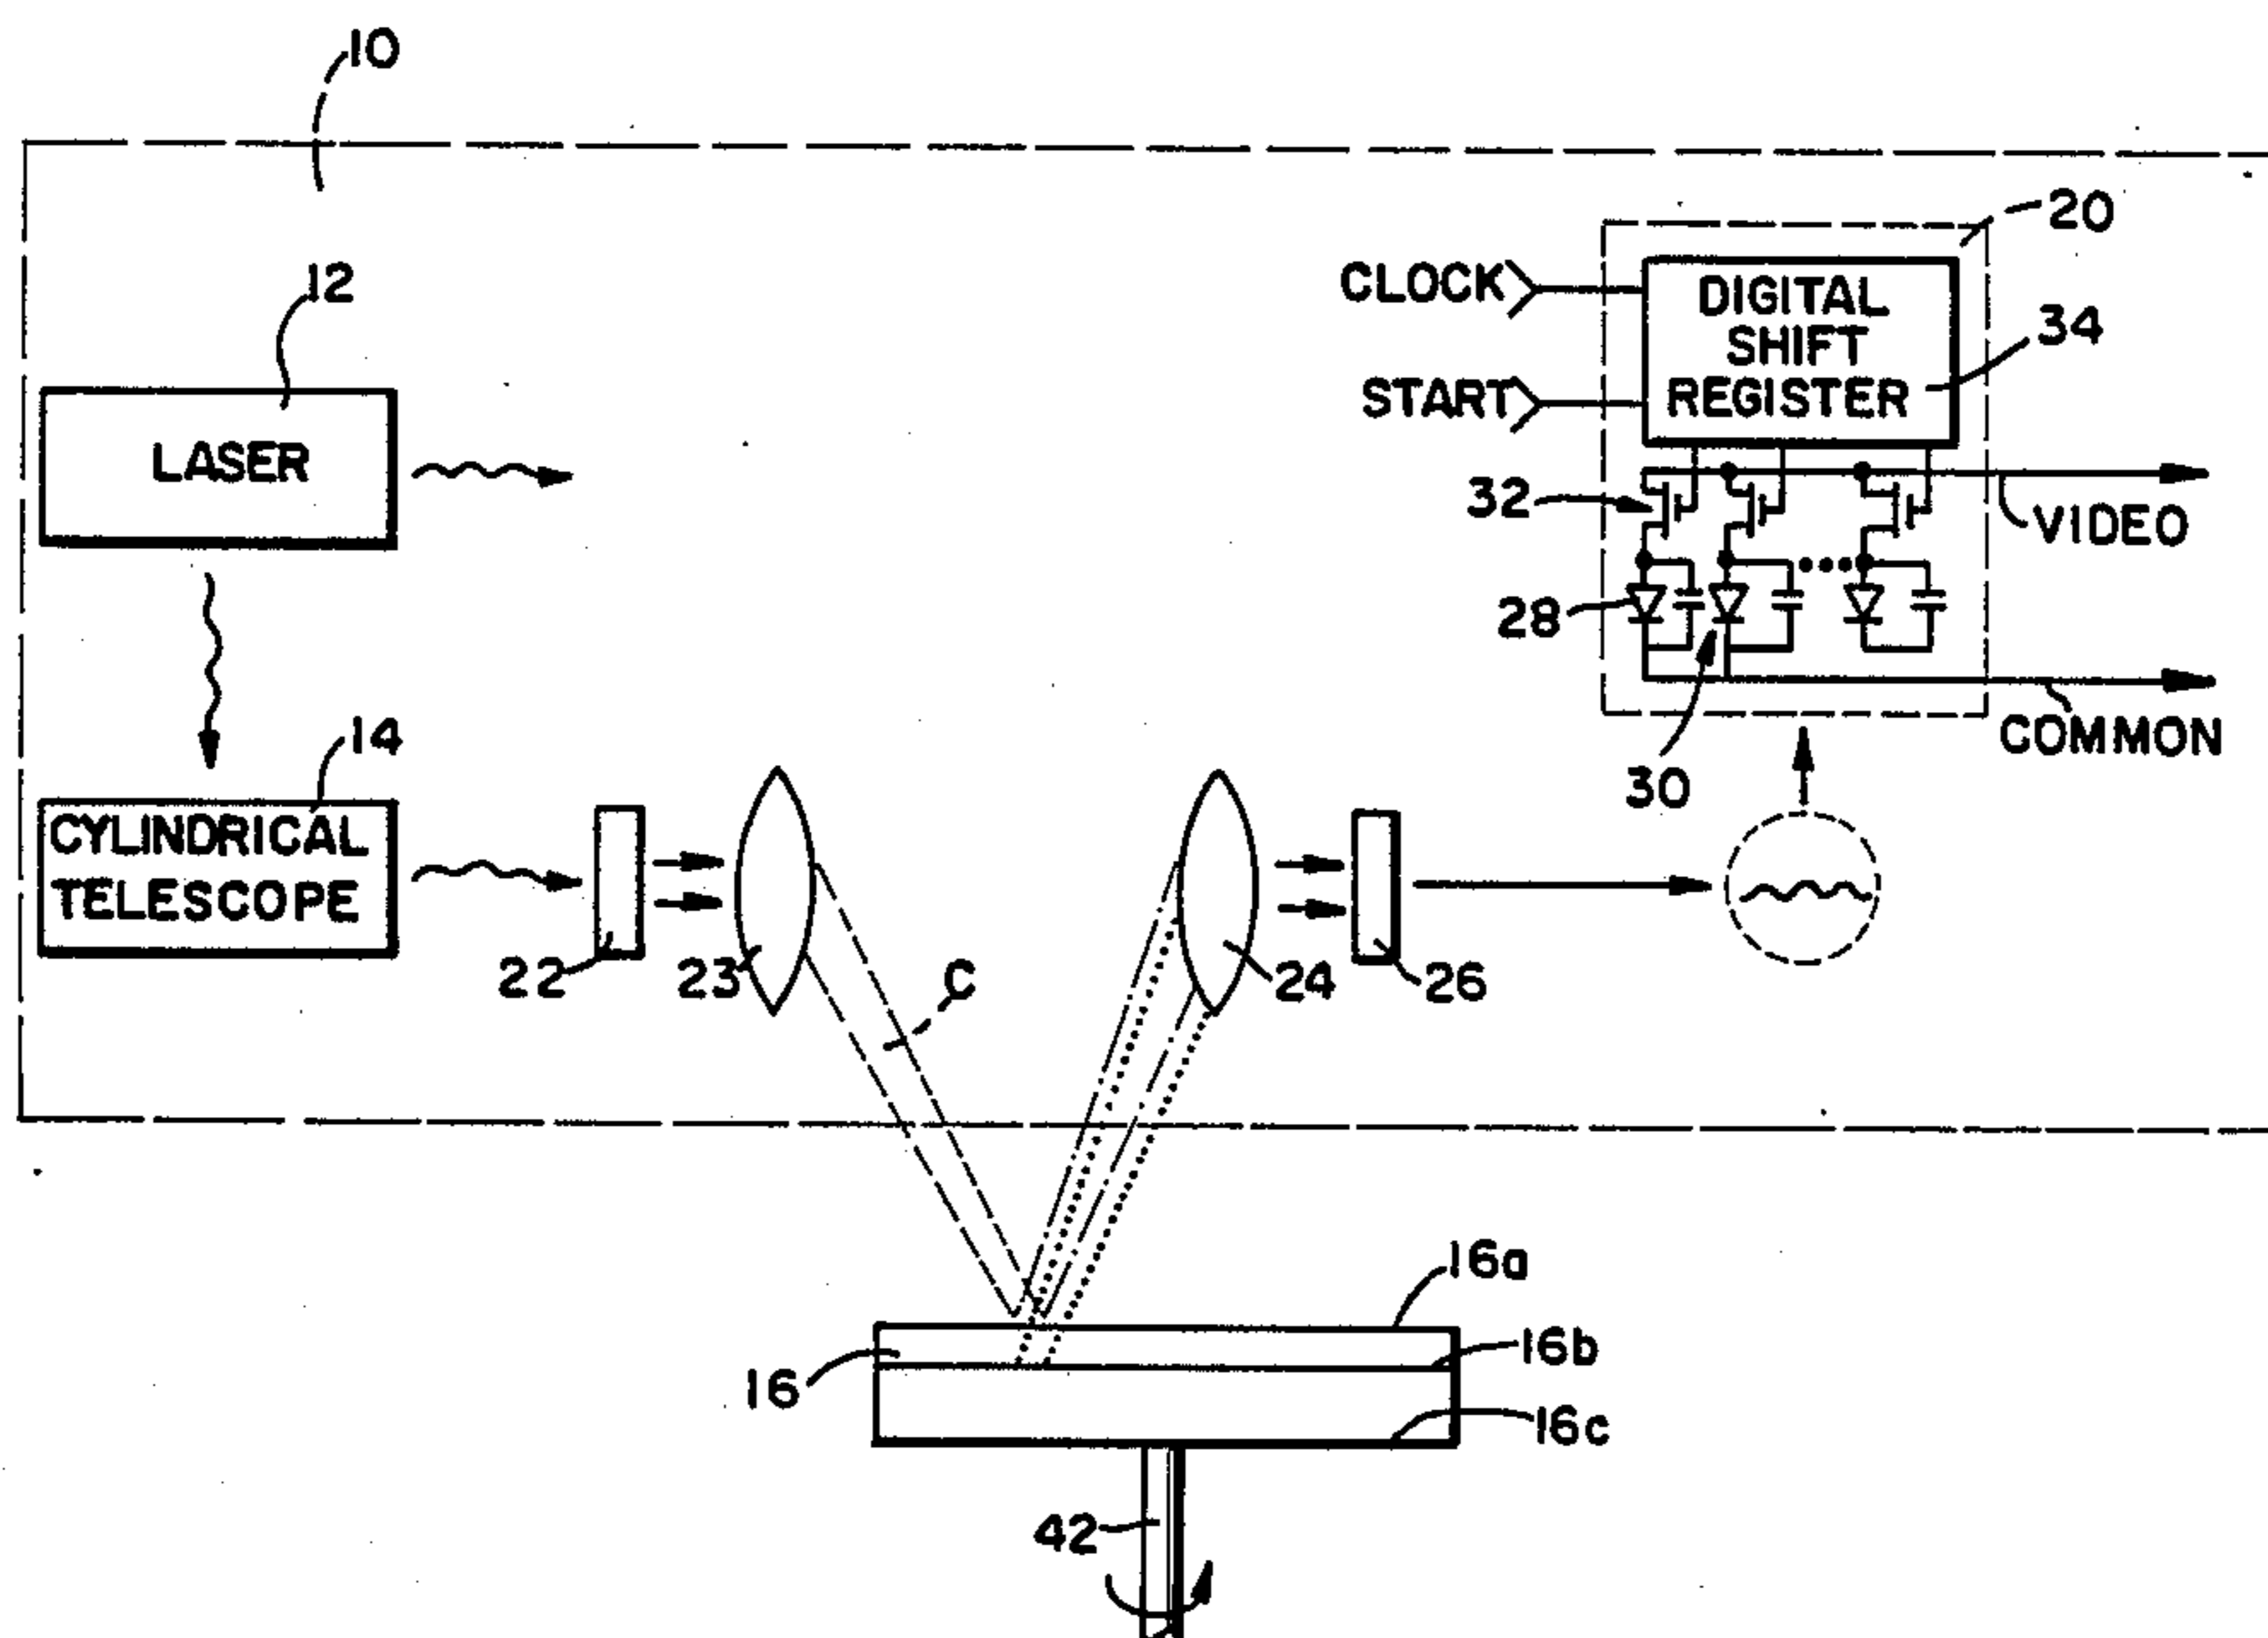 10
20
12
CLOCK
DIGITAL
SHIFT
REGISTER
34
START
LASER
32
VIDEO
28
14
COMMON
30
CYLINDRICAL
TELESCOPE
22
23
C
24
26
16a
16b
16
16c
42